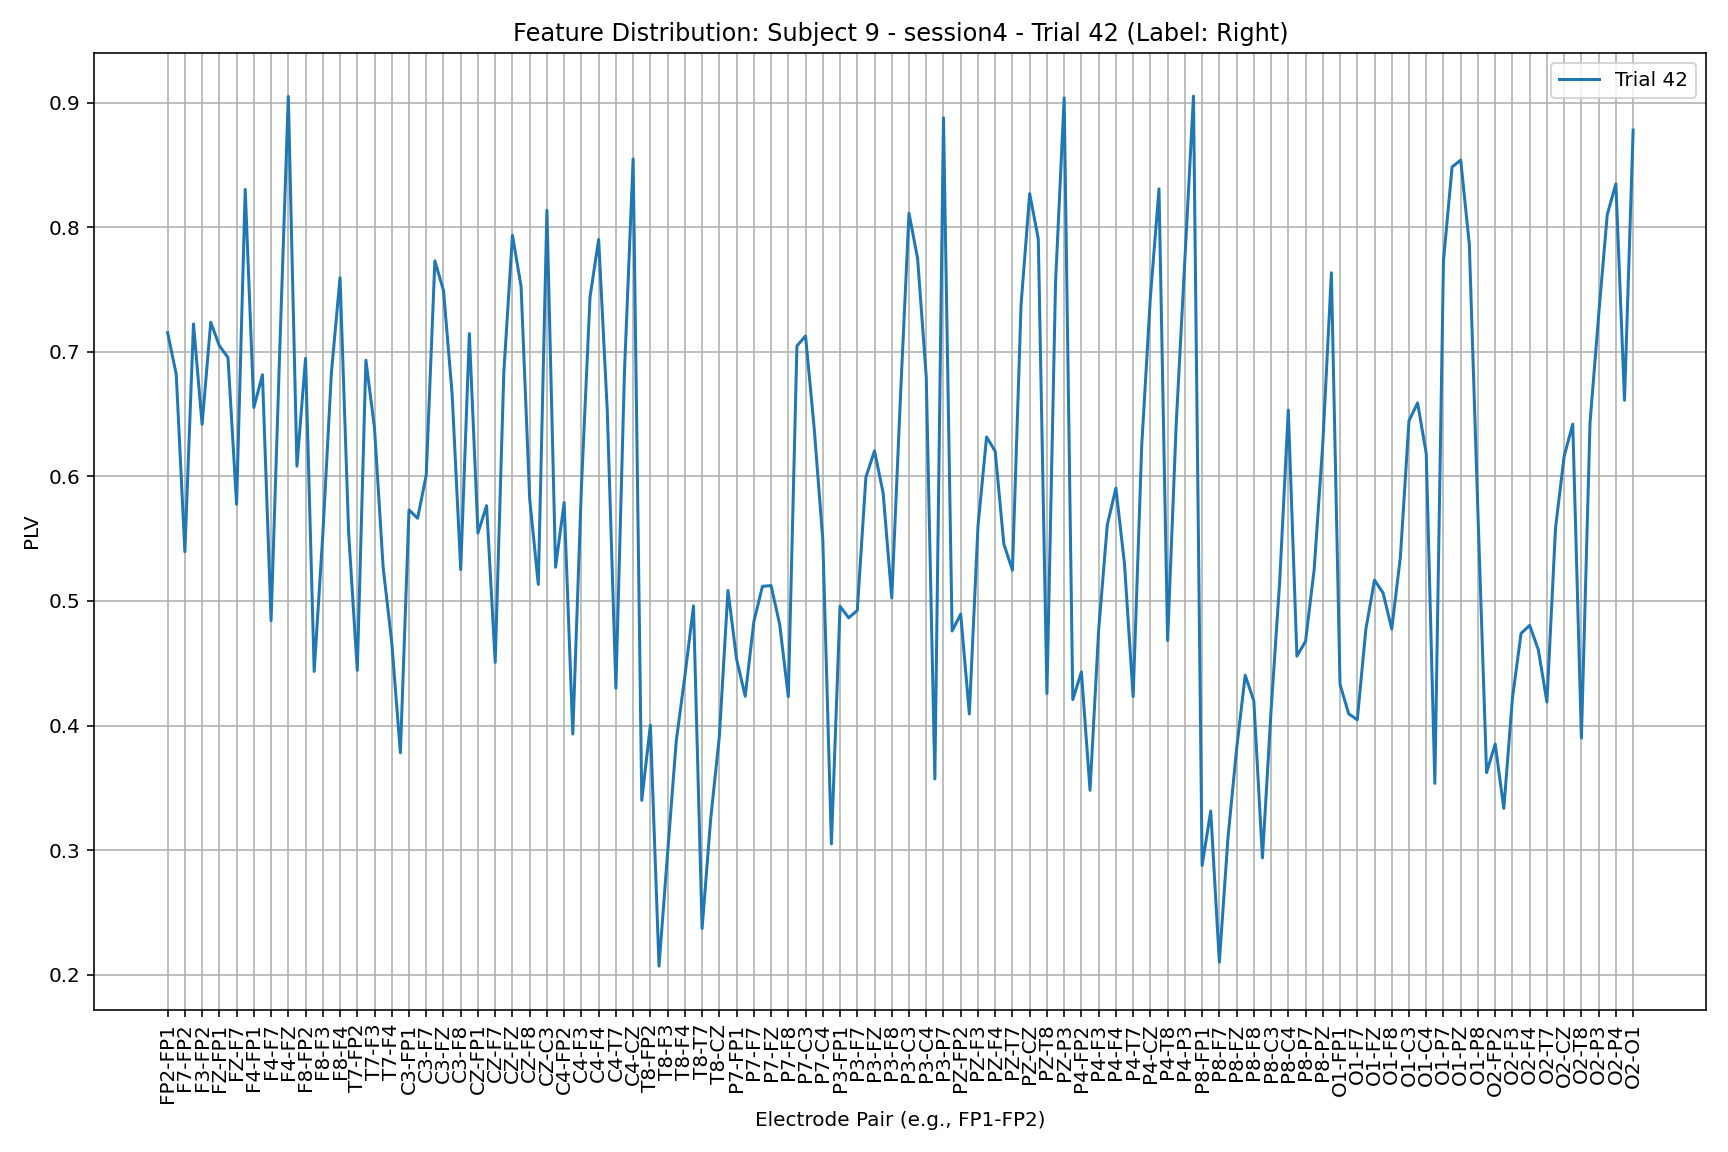 Feature Distribution: Subject 9 - session4 - Trial 42 (Label: Right)
Trial 42
PLV
0.9
0.8
0.7
0.6
0.5
0.4
0.3
0.2
FP2-FP1
F7-FP2
F3-FP2
FZ-FP1
FZ-F7
F4-FP1
F4-F7
F4-FZ
F8-FP2
F8-F3
F8-F4
T7-FP2
T7-F3
T7-F4
C3-FP1
C3-F7
C3-FZ
C3-F8
CZ-FP1
CZ-F7
CZ-FZ
CZ-F8
CZ-C3
C4-FP2
C4-F3
C4-F4
C4-T7
C4-CZ
T8-FP2
T8-F3
T8-F4
T8-T7
T8-CZ
P7-FP1
P7-F7
P7-FZ
P7-F8
P7-C3
P7-C4
P3-FP1
P3-F7
P3-FZ
P3-F8
P3-C3
P3-C4
P3-P7
PZ-FP2
PZ-F3
PZ-F4
PZ-T7
PZ-CZ
PZ-T8
PZ-P3
P4-FP2
P4-F3
P4-F4
P4-T7
P4-CZ
P4-T8
P4-P3
P8-FP1
P8-F7
P8-FZ
P8-F8
P8-C3
P8-C4
P8-P7
P8-PZ
O1-FP1
O1-F7
O1-FZ
O1-F8
O1-C3
O1-C4
O1-P7
O1-PZ
O1-P8
O2-FP2
O2-F3
O2-F4
O2-T7
O2-CZ
O2-T8
O2-P3
O2-P4
O2-O1
Electrode Pair (e.g., FP1-FP2)